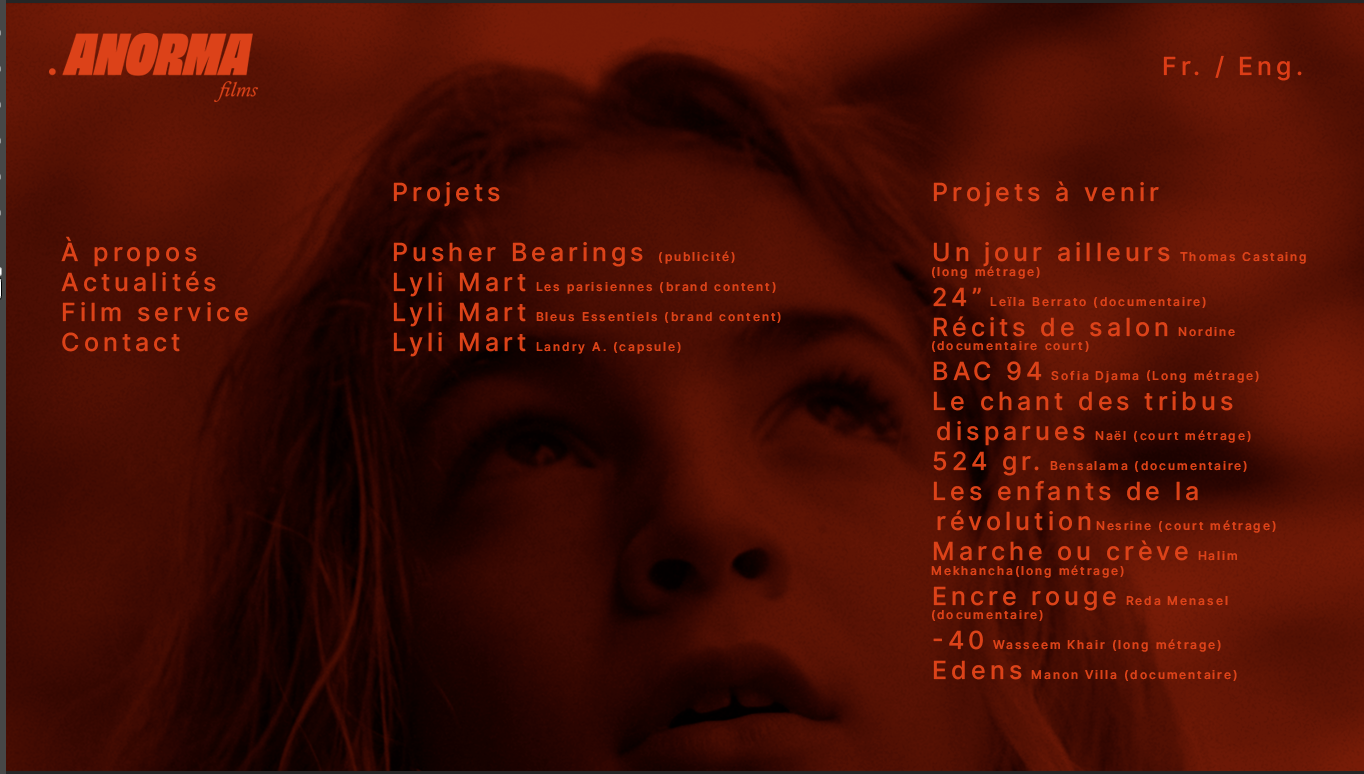 . ANORMA
films
Fr. / Eng.
À propos
Actualités
Film service
Contact
Projets
Pusher Bearings (publicité)
Lyli Mart Les parisiennes (brand content)
Lyli Mart Bleus Essentiels (brand content)
Lyli Mart Landry A. (capsule)
Projets à venir
Un jour ailleurs Thomas Castaing
(long métrage)
24” Leïla Berrato (documentaire)
Récits de salon Nordine
(documentaire court)
BAC 94 Sofia Djama (Long métrage)
Le chant des tribus
disparues Naël (court métrage)
524 gr. Bensalama (documentaire)
Les enfants de la
révolution Nesrine (court métrage)
Marche ou crève Halim
Mekhancha(long métrage)
Encre rouge Reda Menasel
(documentaire)
-40 Wasseem Khair (long métrage)
Edens Manon Villa (documentaire)